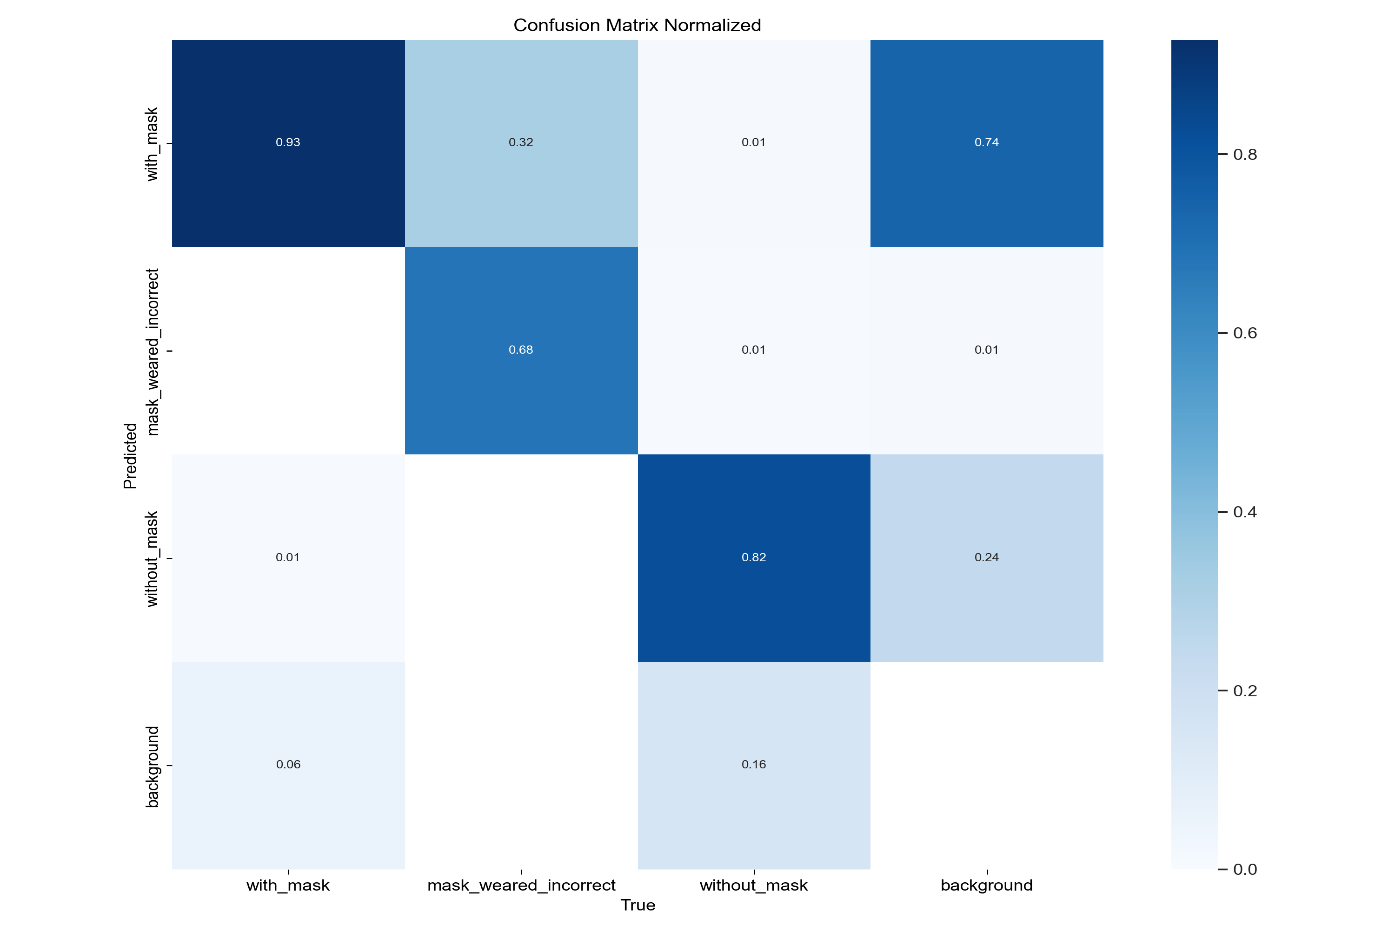 Confusion Matrix Normalized
with_mask
0.93
0.32
0.01
0.74
0.8
mask_weared_incorrect
0.68
0.01
0.01
0.6
Predicted
without_mask
0.01
0.82
0.24
0.4
background
0.06
0.16
0.2
0.0
with_mask
mask_weared_incorrect
without_mask
background
True